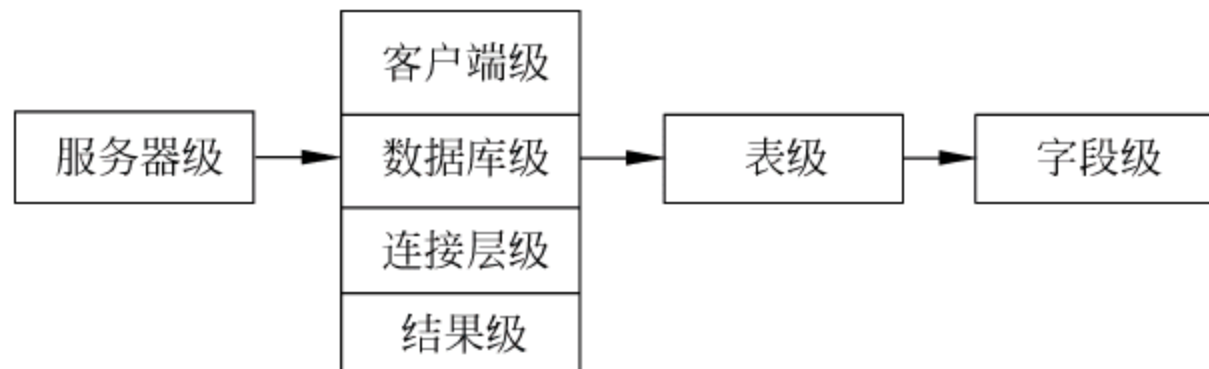 服务器级
客户端级
数据库级
连接层级
结果级
表级
字段级